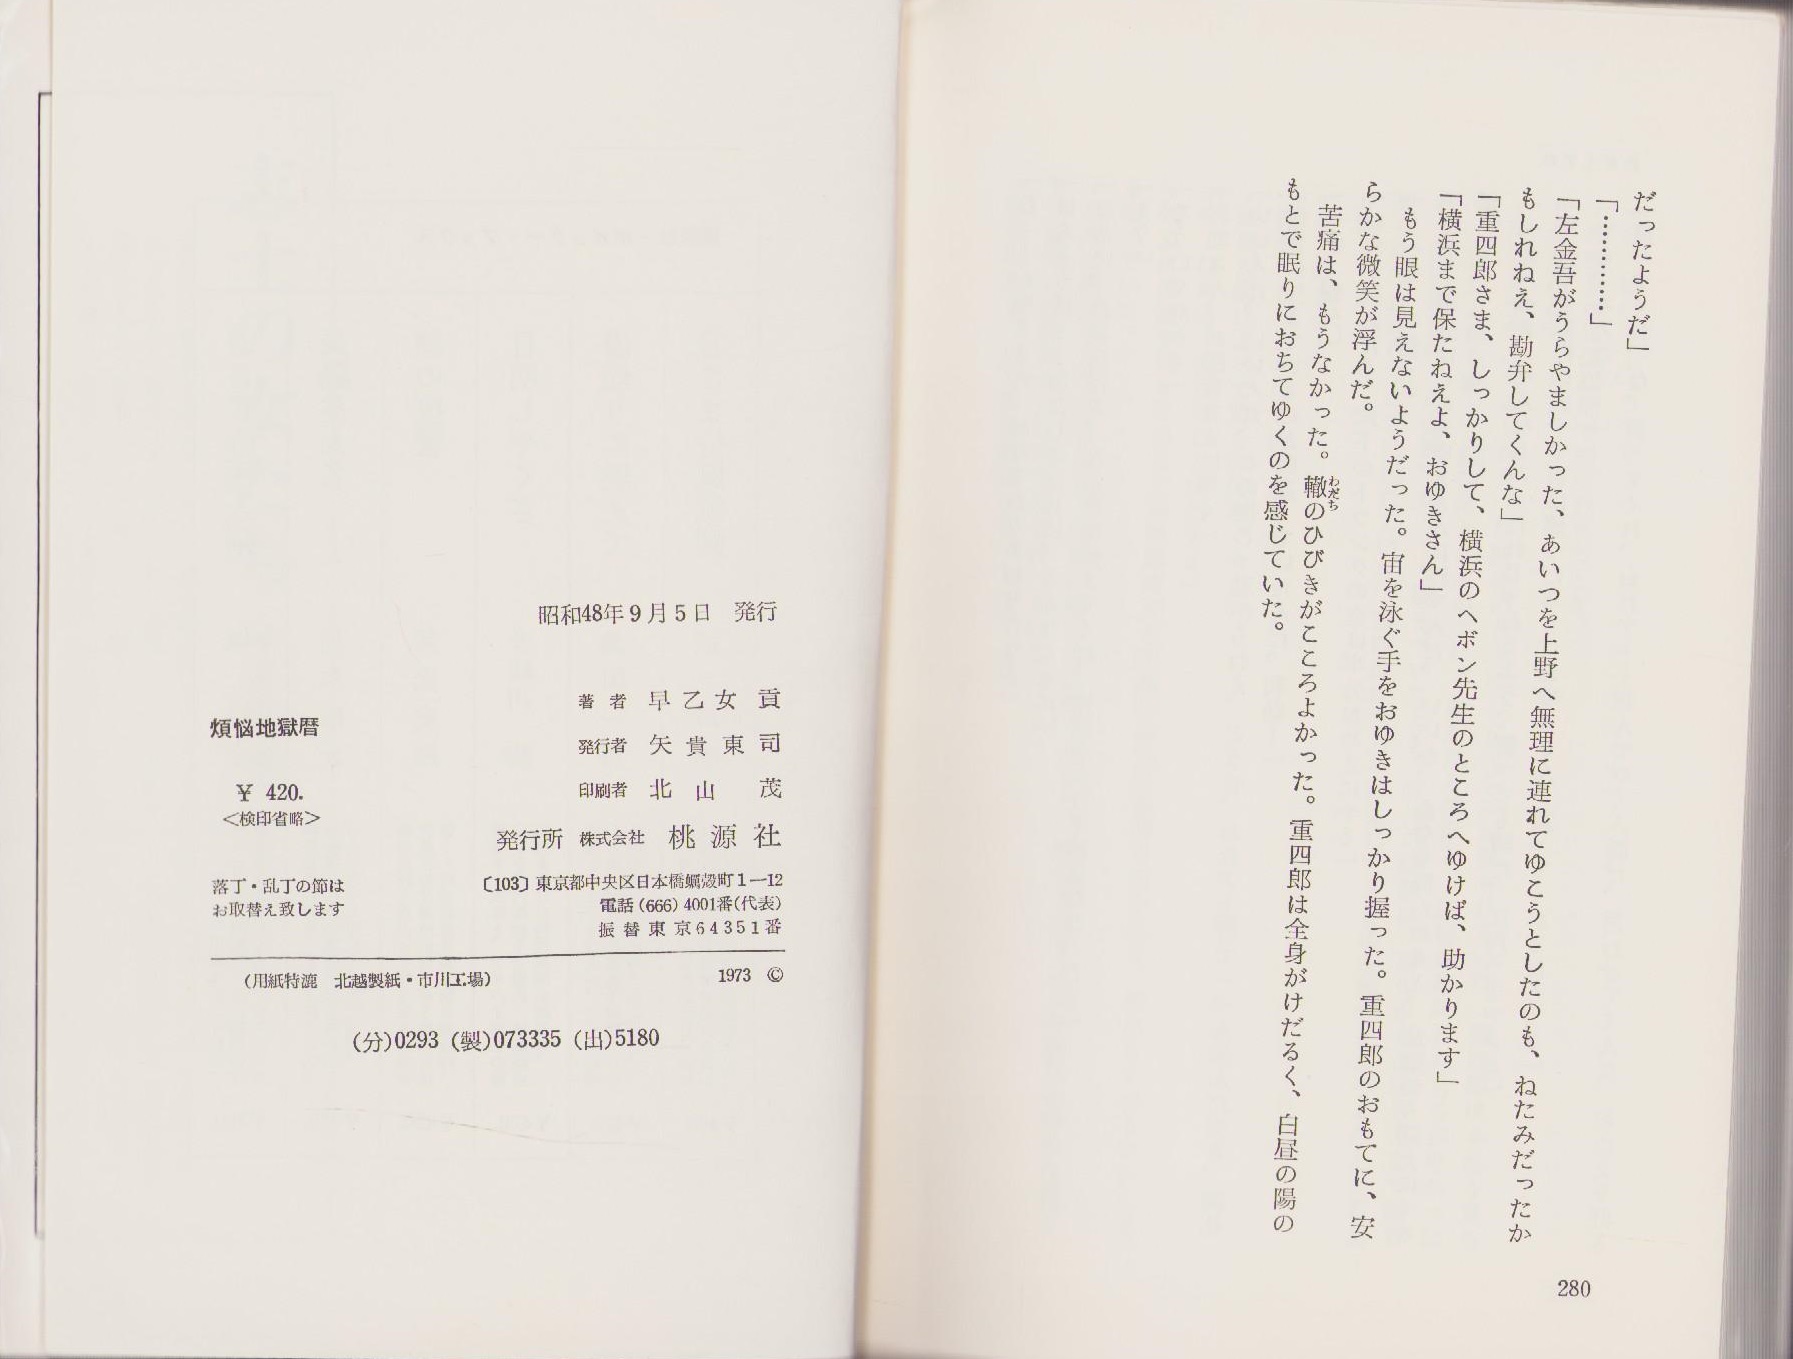 だったようだ」
「…………」
「左金吾がうらやましかった、あいつを上野へ無理に連れてゆこうとしたのも、ねたみだったか
もしれねえ、勘弁してくんな」
「重四郎さま、しっかりして、横浜のヘボン先生のところへゆけば、助かります」
「横浜まで保たねえよ、おゆきさん」
もう眼は見えないようだった。宙を泳ぐ手をおゆきはしっかり握った。重四郎のおもてに、安
らかな微笑が浮んだ。
苦痛は、もうなかった。轍のひびきがこころよかった。重四郎は全身がけだるく、白昼の陽の
わだち
もとで眠りにおちてゆくのを感じていた。
280
昭和48年9月5日 発行
著者 早乙女 貢
発行者 矢貴東司
印刷者 北山 茂
発行所 株式会社 桃源社
〔103〕東京都中央区日本橋蠣殻町1―12
電話(666)4001番(代表)
振替東京64351番
煩悩地獄暦
¥ 420.
<検印省略>
落丁・乱丁の節は
お取替え致します
(用紙特漉 北越製紙・市川工場)
1973 ©
(分)0293 (製)073335 (出)5180